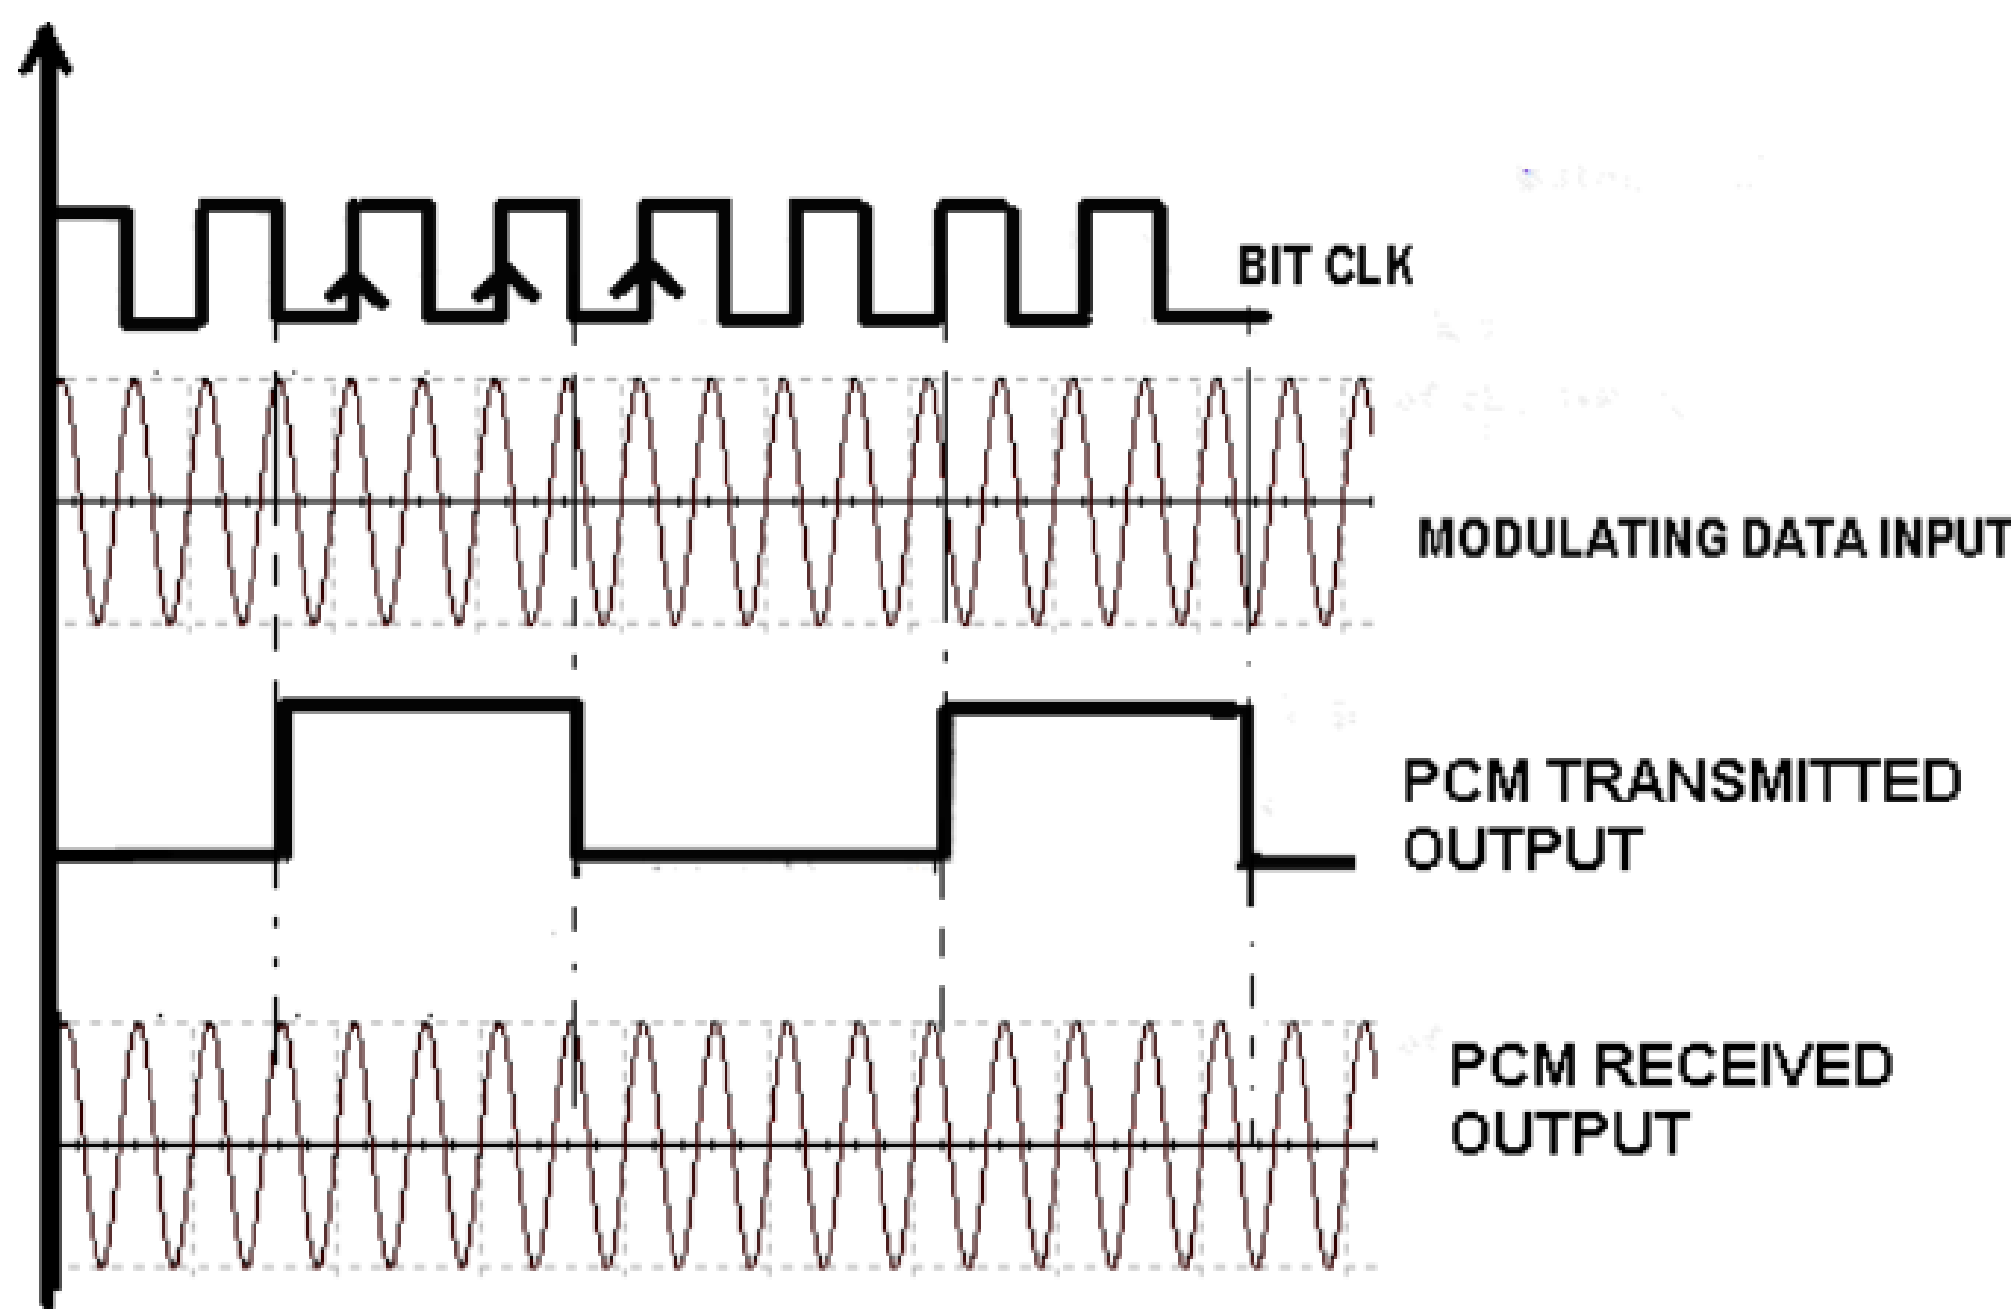 BIT CLK
MODULATING DATA INPUT
PCM TRANSMITTED
OUTPUT
PCM RECEIVED
OUTPUT